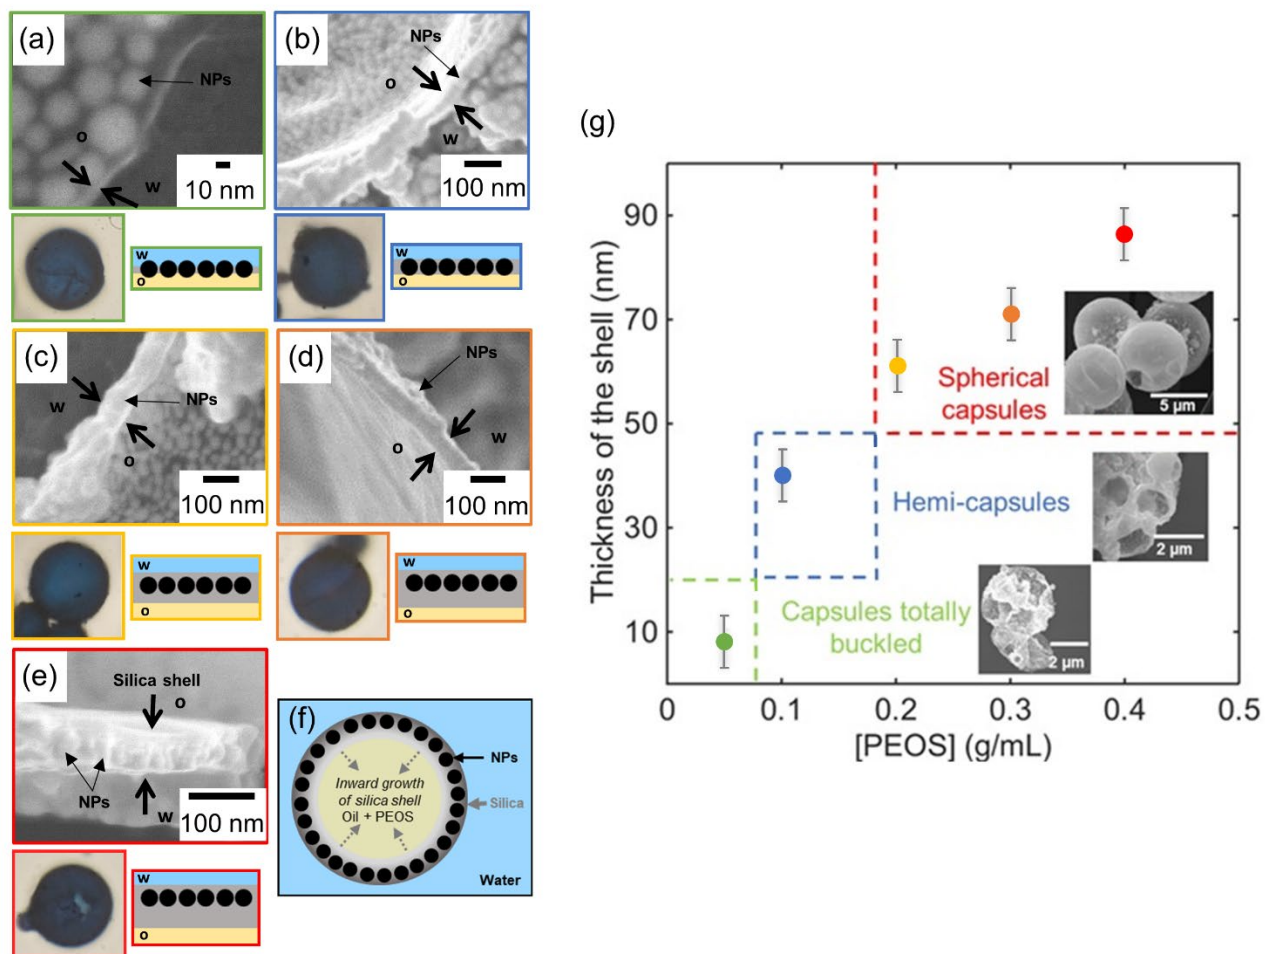 (a)
NPs
o
w
10 nm
w
o
(b)
NPs
o
w
100 nm
w
o
(c)
w
NPs
o
100 nm
w
o
(d)
NPs
o
w
100 nm
w
o
(e)
Silica shell
o
NPs
w
100 nm
w
o
(f)
NPs
Inward growth
of silica shell
Oil + PEOS
Silica
Water
(g)
Thickness of the shell (nm)
90
70
50
30
10
0
0.1
0.2
0.3
0.4
0.5
[PEOS] (g/mL)
Spherical
capsules
5 µm
Hemi-capsules
2 µm
Capsules totally
buckled
2 µm